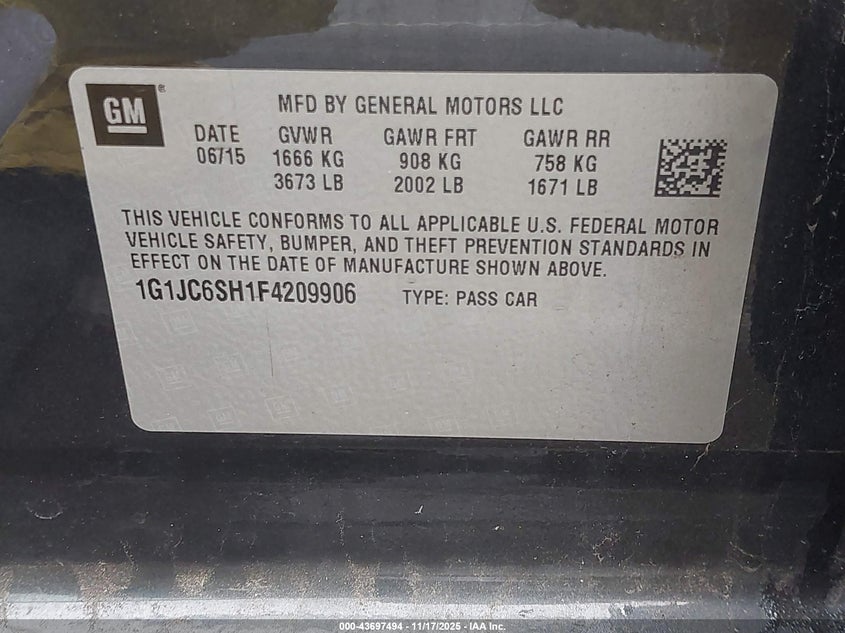 GM
MFD BY GENERAL MOTORS LLC
DATE GVWR GAWR FRT GAWR RR
06/15 1666 KG 908 KG 758 KG
3673 LB 2002 LB 1671 LB
THIS VEHICLE CONFORMS TO ALL APPLICABLE U.S. FEDERAL MOTOR
VEHICLE SAFETY, BUMPER, AND THEFT PREVENTION STANDARDS IN
EFFECT ON THE DATE OF MANUFACTURE SHOWN ABOVE.
1G1JC6SH1F4209906 TYPE: PASS CAR
000-43697494 - 11/17/2025 - IAA Inc.